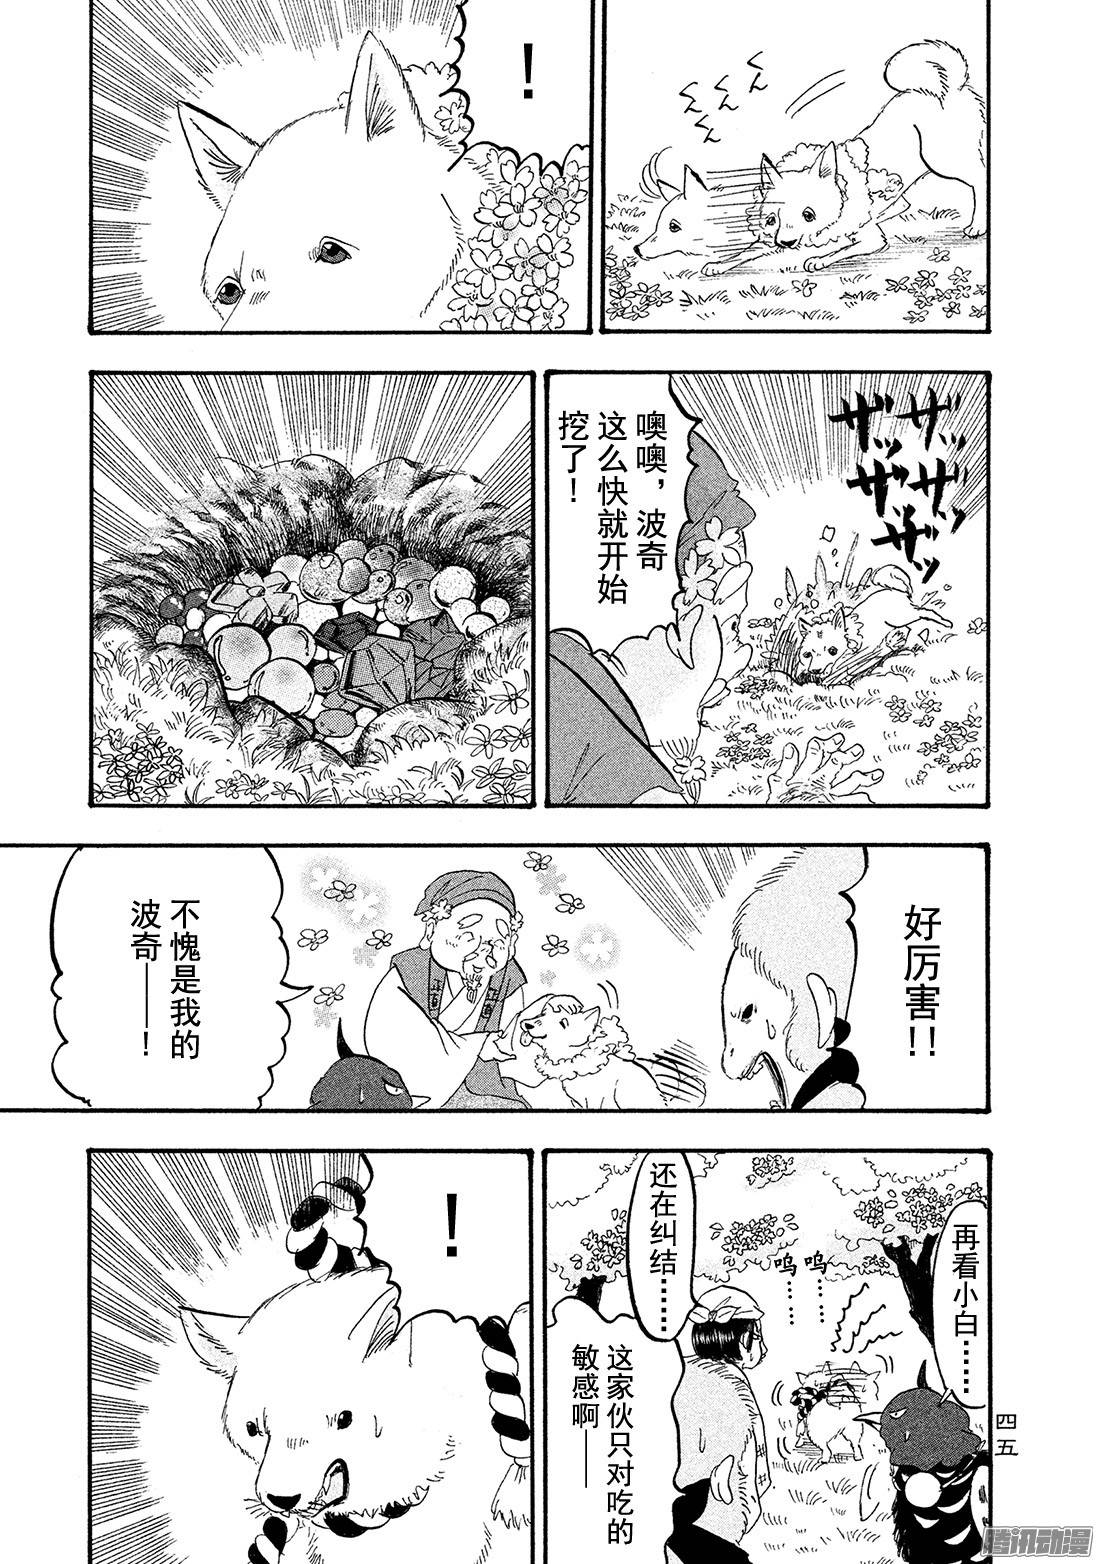 くんくんくん
！
ザッ
ザッ
ザザッ
ザザッ
噢噢，波奇
这么快就开始
挖了！
好厉害!!
不愧是我的
波奇——！
再看小白……
呜……
呜……
还在纠结……
这家伙只对吃的
敏感啊——
！
四五
腾讯动漫